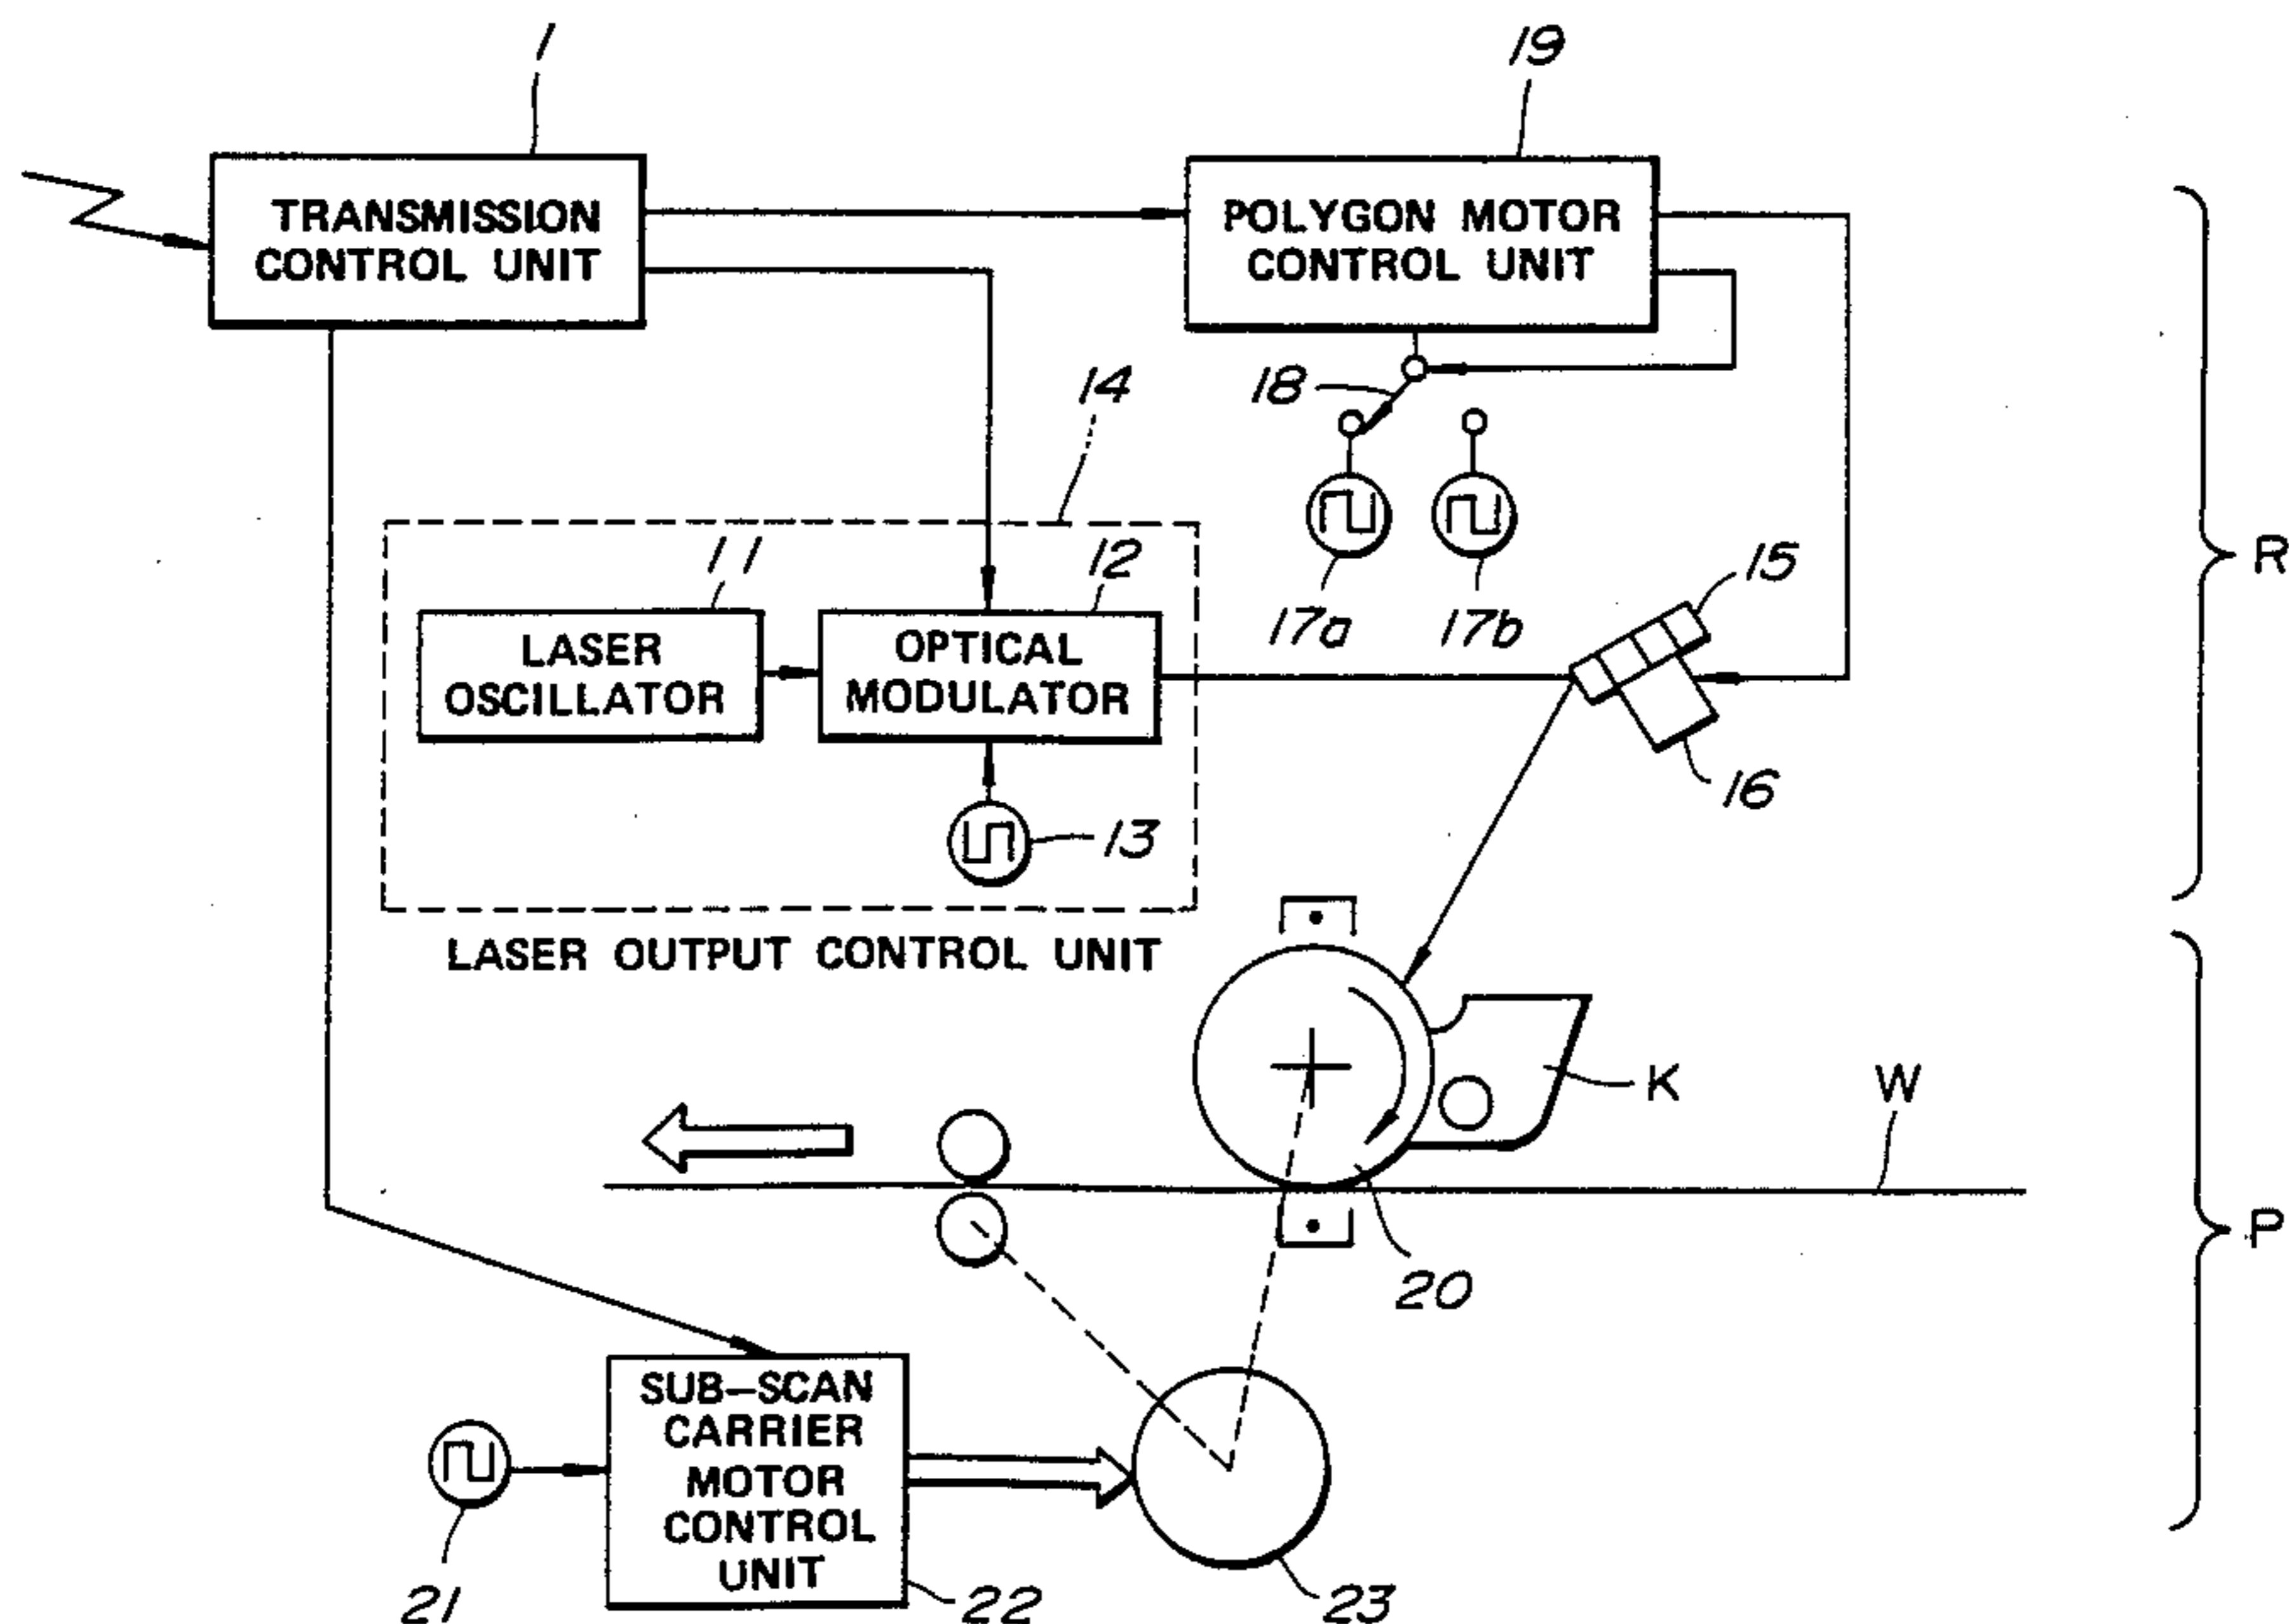 1
19
TRANSMISSION
CONTROL UNIT
POLYGON MOTOR
CONTROL UNIT
R
18
14
17a
17b
15
16
11
12
LASER
OSCILLATOR
OPTICAL
MODULATOR
13
LASER OUTPUT CONTROL UNIT
K
W
P
20
SUB-SCAN
CARRIER
MOTOR
CONTROL
UNIT
21
22
23